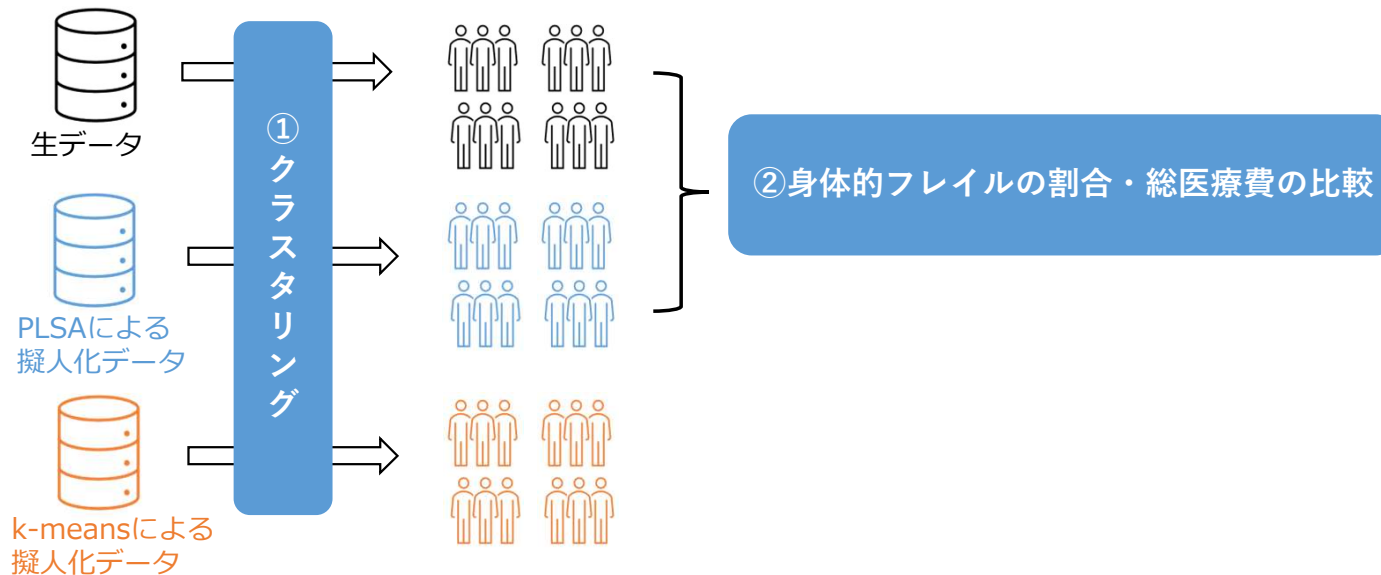 生データ
PLSAによる
擬人化データ
k-meansによる
擬人化データ
①クラスタリング
②身体的フレイルの割合・総医療費の比較